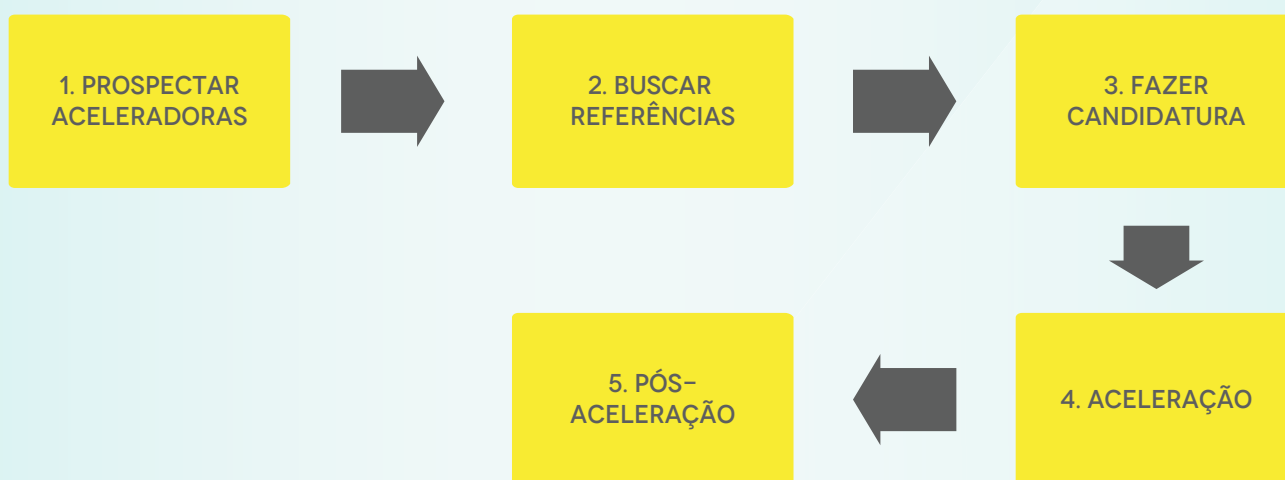 1. PROSPECTAR
ACELERADORAS
2. BUSCAR
REFERÊNCIAS
3. FAZER
CANDIDATURA
4. ACELERAÇÃO
5. PÓS-
ACELERAÇÃO